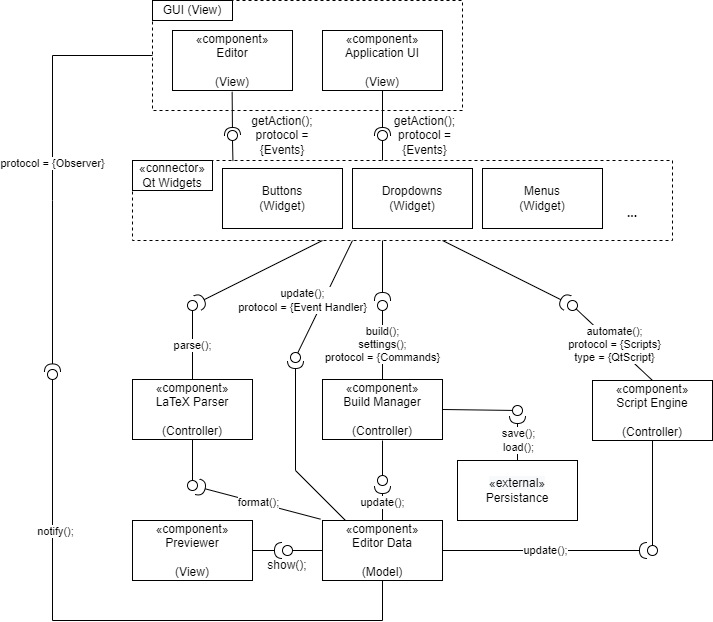 GUI (View)
«component»
Editor
(View)
«component»
Application UI
(View)
getAction();
protocol =
{Events}
getAction();
protocol =
{Events}
protocol = {Observer}
«connector»
Qt Widgets
Buttons
(Widget)
Dropdowns
(Widget)
Menus
(Widget)
...
update();
protocol = {Event Handler}
parse();
build();
settings();
protocol = {Commands}
automate();
protocol = {Scripts}
type = {QtScript}
«component»
LaTeX Parser
(Controller)
«component»
Build Manager
(Controller)
«component»
Script Engine
(Controller)
save();
load();
«external»
Persistance
format();
update();
notify();
«component»
Previewer
(View)
show();
«component»
Editor Data
(Model)
update();